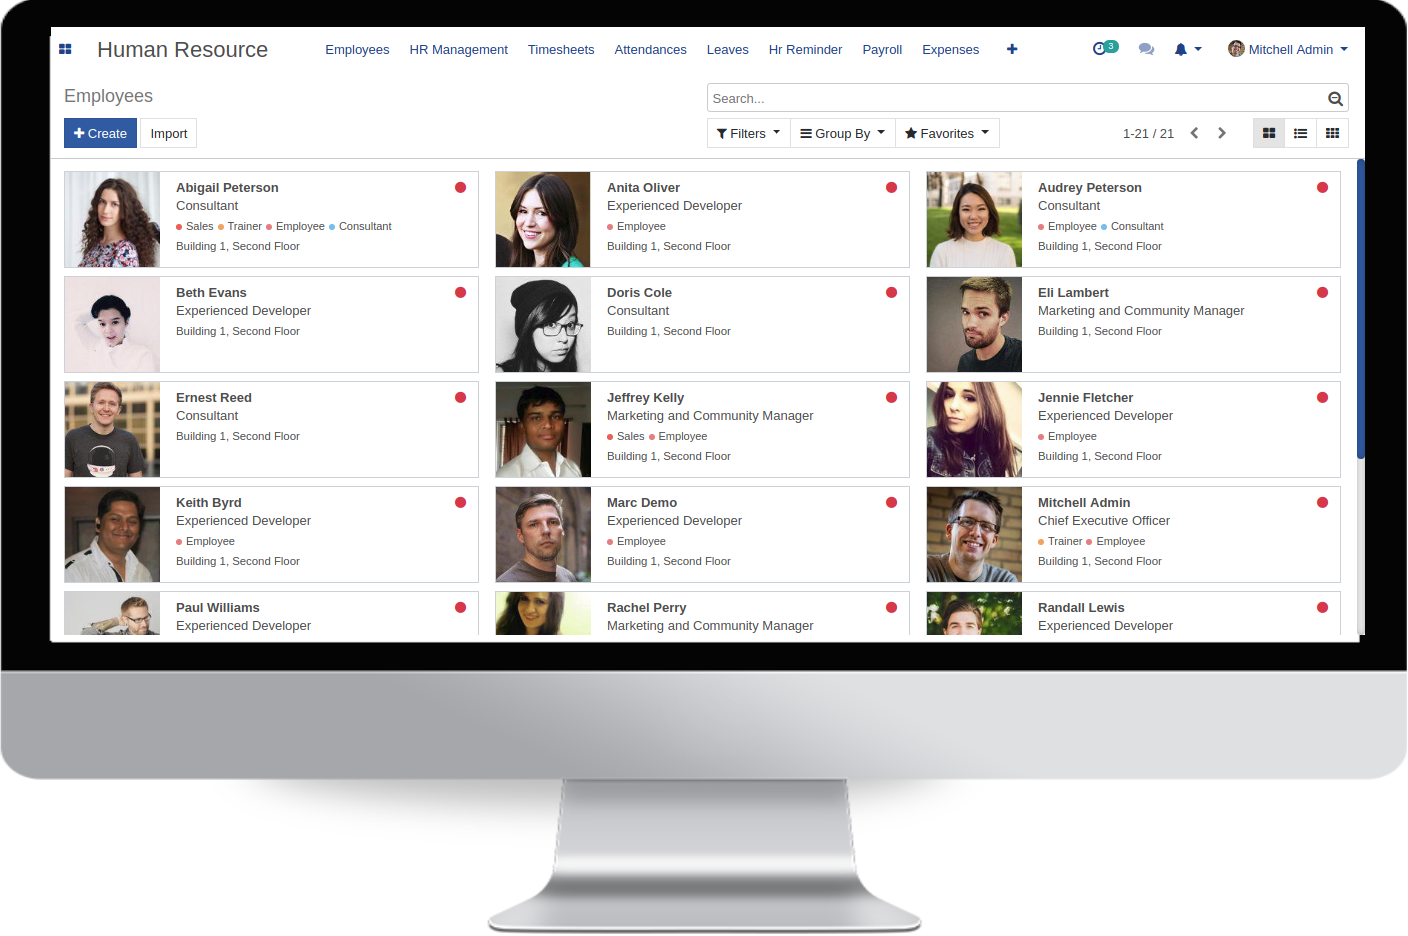 Human Resource Employees HR Management Timesheets Attendances Leaves Hr Reminder Payroll Expenses 3 Mitchell Admin
Employees
Search...
Create Import Filters Group By Favorites 1-21 / 21
Abigail Peterson
Consultant
Sales Trainer Employee Consultant
Building 1, Second Floor
Anita Oliver
Experienced Developer
Employee
Building 1, Second Floor
Audrey Peterson
Consultant
Employee Consultant
Building 1, Second Floor
Beth Evans
Experienced Developer
Building 1, Second Floor
Doris Cole
Consultant
Building 1, Second Floor
Eli Lambert
Marketing and Community Manager
Building 1, Second Floor
Ernest Reed
Consultant
Building 1, Second Floor
Jeffrey Kelly
Marketing and Community Manager
Sales Employee
Building 1, Second Floor
Jennie Fletcher
Experienced Developer
Employee
Building 1, Second Floor
Keith Byrd
Experienced Developer
Employee
Building 1, Second Floor
Marc Demo
Experienced Developer
Employee
Building 1, Second Floor
Mitchell Admin
Chief Executive Officer
Trainer Employee
Building 1, Second Floor
Paul Williams
Experienced Developer
Rachel Perry
Marketing and Community Manager
Randall Lewis
Experienced Developer